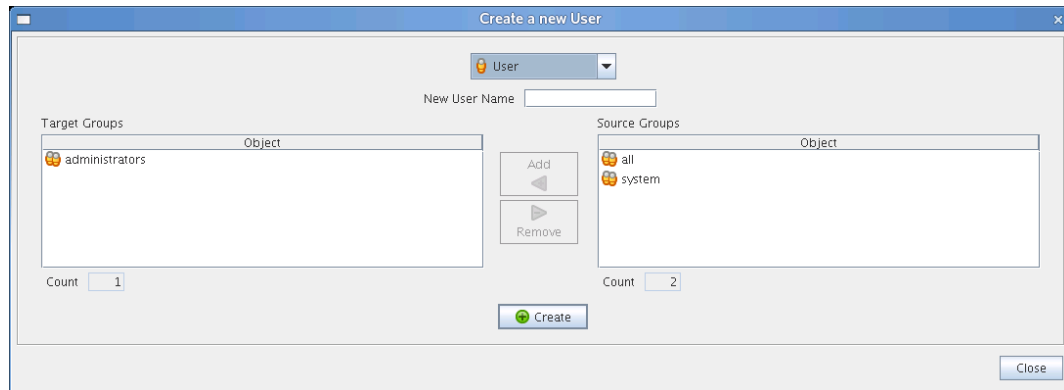 Create a new User
User
New User Name
Target Groups
Source Groups
Object
Object
administrators
Add
all
system
Remove
Count 1
Count 2
Create
Close